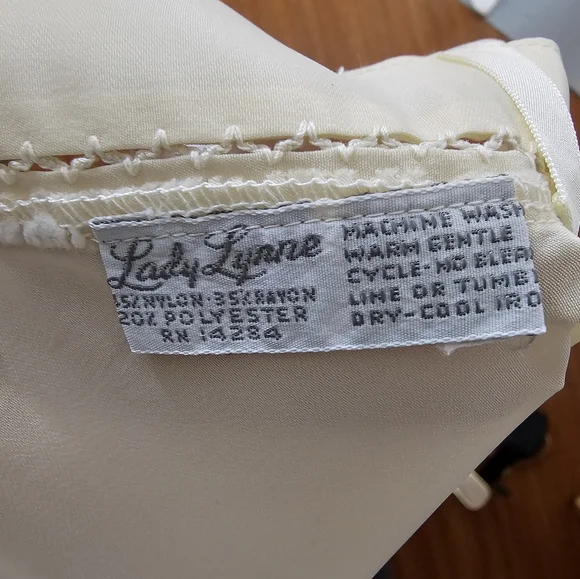 Lady Lynne
5% NYLON·35% RAYON
20% POLYESTER
RN 14284
MACHINE WASH
WARM GENTLE
CYCLE-NO BLEA
LINE OR TUMB
DRY-COOL IRO